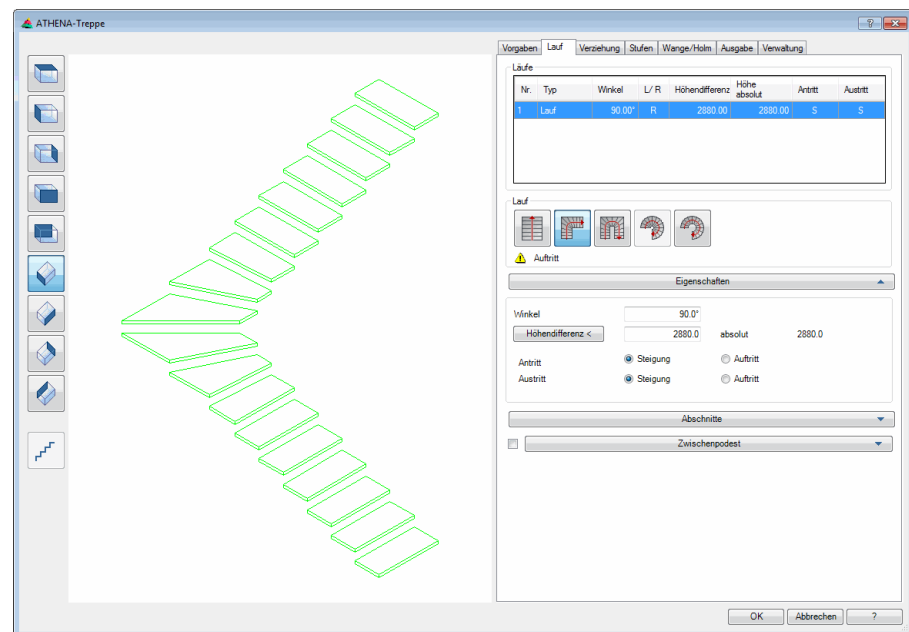 ATHENA-Treppe
?
Vorgaben Lauf Verziehung Stufen Wange/Holm Ausgabe Verwaltung
Läufe
Nr. Typ Winkel L/ R Höhendifferenz Höhe absolut Antritt Austritt
1 Lauf 90.00° R 2880.00 2880.00 S S
Lauf
Auftritt
Eigenschaften
Winkel 90.0°
Höhendifferenz < 2880.0 absolut 2880.0
Antritt Steigung Auftritt
Austritt Steigung Auftritt
Abschnitte
Zwischenpodest
OK Abbrechen ?